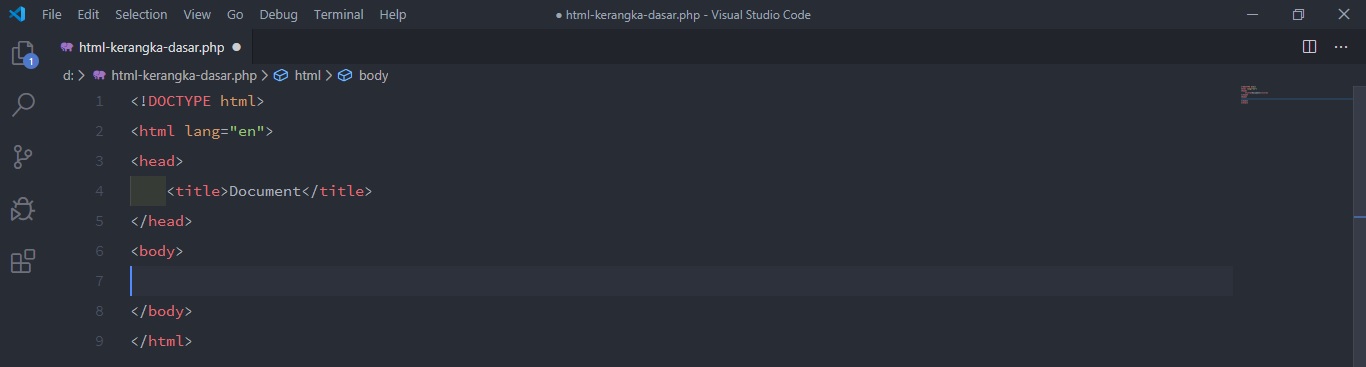 File Edit Selection View Go Debug Terminal Help ● html-kerangka-dasar.php - Visual Studio Code
html-kerangka-dasar.php ●
1
d: > html-kerangka-dasar.php > html > body
1 <!DOCTYPE html>
2 <html lang="en">
3 <head>
4     <title>Document</title>
5 </head>
6 <body>
7
8 </body>
9 </html>